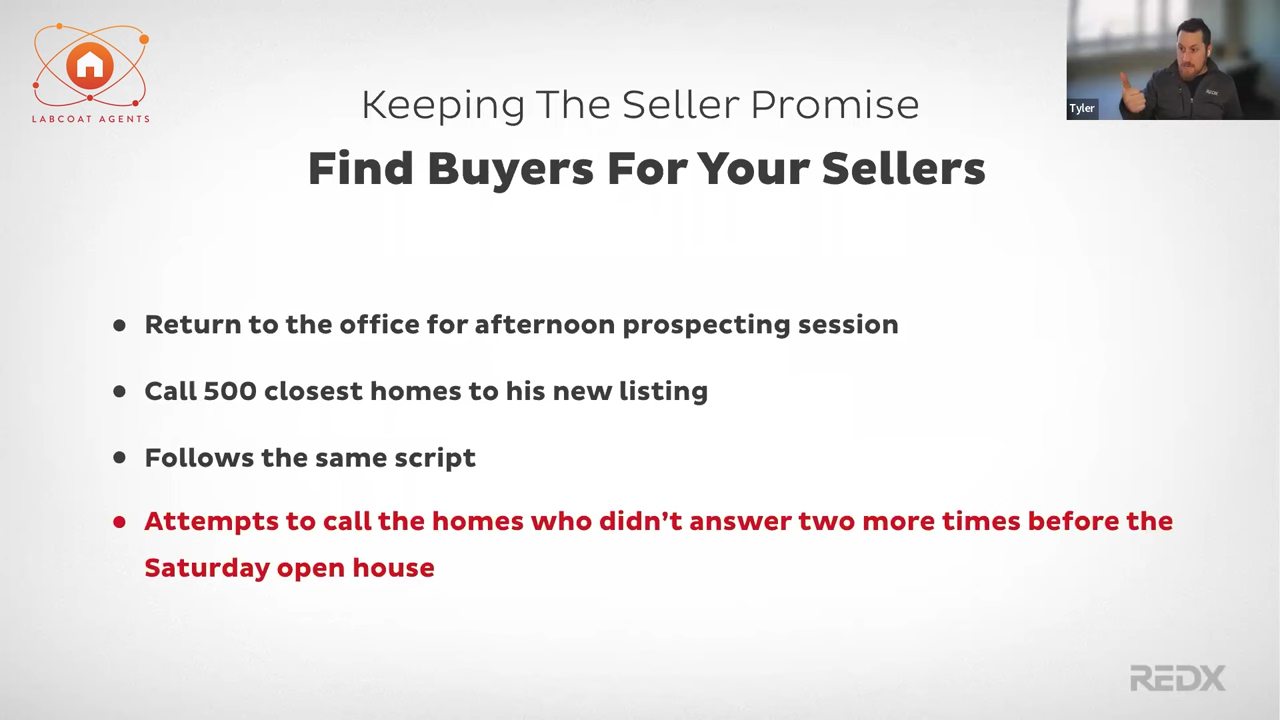 LABCOAT AGENTS
Tyler
Keeping The Seller Promise
Find Buyers For Your Sellers
• Return to the office for afternoon prospecting session
• Call 500 closest homes to his new listing
• Follows the same script
• Attempts to call the homes who didn’t answer two more times before the
Saturday open house
REDX